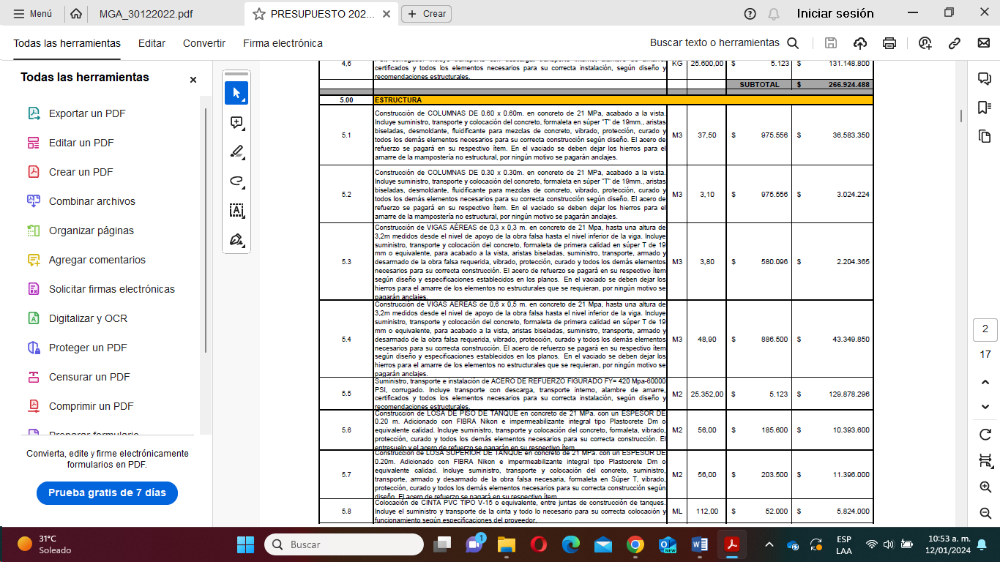 Menú
MGA_30122022.pdf
PRESUPUESTO 202...
Crear
Iniciar sesión
Todas las herramientas
Editar
Convertir
Firma electrónica
Buscar texto o herramientas
Todas las herramientas
Exportar un PDF
Editar un PDF
Crear un PDF
Combinar archivos
Organizar páginas
Agregar comentarios
Solicitar firmas electrónicas
Digitalizar y OCR
Proteger un PDF
Censurar un PDF
Comprimir un PDF
Preparar formulario
Convierta, edite y firme electrónicamente
formularios en PDF.
Prueba gratis de 7 días
4,6 KG 25.600,00 $ 5.123 $ 131.148.800
certificados y todos los elementos necesarios para su correcta instalación, según diseño y
recomendaciones estructurales.
SUBTOTAL $ 266.924.488
5.00 ESTRUCTURA
Construcción de COLUMNAS DE 0.60 x 0.60m. en concreto de 21 MPa, acabado a la vista.
Incluye suministro, transporte y colocación del concreto, formaleta en súper "T" de 19mm., aristas
biseladas, desmoldante, fluidificante para mezclas de concreto, vibrado, protección, curado y
todos los demás elementos necesarios para su correcta construcción según diseño. El acero de
refuerzo se pagará en su respectivo ítem. En el vaciado se deben dejar los hierros para el
amarre de la mampostería no estructural, por ningún motivo se pagarán anclajes.
5.1 M3 37,50 $ 975.556 $ 36.583.350
Construcción de COLUMNAS DE 0.30 x 0.30m. en concreto de 21 MPa, acabado a la vista.
Incluye suministro, transporte y colocación del concreto, formaleta en súper "T" de 19mm., aristas
biseladas, desmoldante, fluidificante para mezclas de concreto, vibrado, protección, curado y
todos los demás elementos necesarios para su correcta construcción según diseño. El acero de
refuerzo se pagará en su respectivo ítem. En el vaciado se deben dejar los hierros para el
amarre de la mampostería no estructural, por ningún motivo se pagarán anclajes.
5.2 M3 3,10 $ 975.556 $ 3.024.224
Construcción de VIGAS AÉREAS de 0,3 x 0,3 m. en concreto de 21 Mpa, hasta una altura de
3,2m medidos desde el nivel de apoyo de la obra falsa hasta el nivel inferior de la viga. Incluye
suministro, transporte y colocación del concreto, formaleta de primera calidad en súper T de 19
mm o equivalente, para acabado a la vista, aristas biseladas, suministro, transporte, armado y
desarmado de la obra falsa requerida, vibrado, protección, curado y todos los demás elementos
necesarios para su correcta construcción. El acero de refuerzo se pagará en su respectivo ítem
según diseño y especificaciones establecidos en los planos. En el vaciado se deben dejar los
hierros para el amarre de los elementos no estructurales que se requieran, por ningún motivo se
pagarán anclajes.
5.3 M3 3,80 $ 580.096 $ 2.204.365
Construcción de VIGAS AÉREAS de 0,6 x 0,5 m. en concreto de 21 Mpa, hasta una altura de
3,2m medidos desde el nivel de apoyo de la obra falsa hasta el nivel inferior de la viga. Incluye
suministro, transporte y colocación del concreto, formaleta de primera calidad en súper T de 19
mm o equivalente, para acabado a la vista, aristas biseladas, suministro, transporte, armado y
desarmado de la obra falsa requerida, vibrado, protección, curado y todos los demás elementos
necesarios para su correcta construcción. El acero de refuerzo se pagará en su respectivo ítem
según diseño y especificaciones establecidos en los planos. En el vaciado se deben dejar los
hierros para el amarre de los elementos no estructurales que se requieran, por ningún motivo se
pagarán anclajes.
5.4 M3 48,90 $ 886.500 $ 43.349.850
Suministro, transporte e instalación de ACERO DE REFUERZO FIGURADO FY= 420 Mpa-60000
PSI, corrugado. Incluye transporte con descarga, transporte interno, alambre de amarre,
certificados y todos los elementos necesarios para su correcta instalación, según diseño y
recomendaciones estructurales.
5.5 M2 25.352,00 $ 5.123 $ 129.878.296
Construcción de LOSA DE PISO DE TANQUE en concreto de 21 MPa. con un ESPESOR DE
0.20 m. Adicionado con FIBRA Nikon e impermeabilizante integral tipo Plastocrete Dm o
equivalente calidad. Incluye suministro, transporte y colocación del concreto, formaleta, vibrado,
protección, curado y todos los demás elementos necesarios para su correcta construcción. El
entresuelo y el acero de refuerzo se pagarán en su respectivo ítem.
5.6 M2 56,00 $ 185.600 $ 10.393.600
Construcción de LOSA SUPERIOR DE TANQUE en concreto de 21 MPa. con un ESPESOR DE
0.20m. Adicionado con FIBRA Nikon e impermeabilizante integral tipo Plastocrete Dm o
equivalente calidad. Incluye suministro, transporte y colocación del concreto, suministro,
transporte, armado y desarmado de la obra falsa necesaria, formaleta en Súper T, vibrado,
protección, curado y todos los demás elementos necesarios para su correcta construcción según
diseño. El acero de refuerzo se pagará en su respectivo ítem.
5.7 M2 56,00 $ 203.500 $ 11.396.000
Colocación de CINTA PVC TIPO V-15 o equivalente, entre juntas de construcción de tanques.
Incluye el suministro y transporte de la cinta y todo lo necesario para su correcta colocación y
funcionamiento según especificaciones del proveedor.
5.8 ML 112,00 $ 52.000 $ 5.824.000
2
17
31°C
Soleado
Buscar
1
NEW
ESP
LAA
10:53 a. m.
12/01/2024